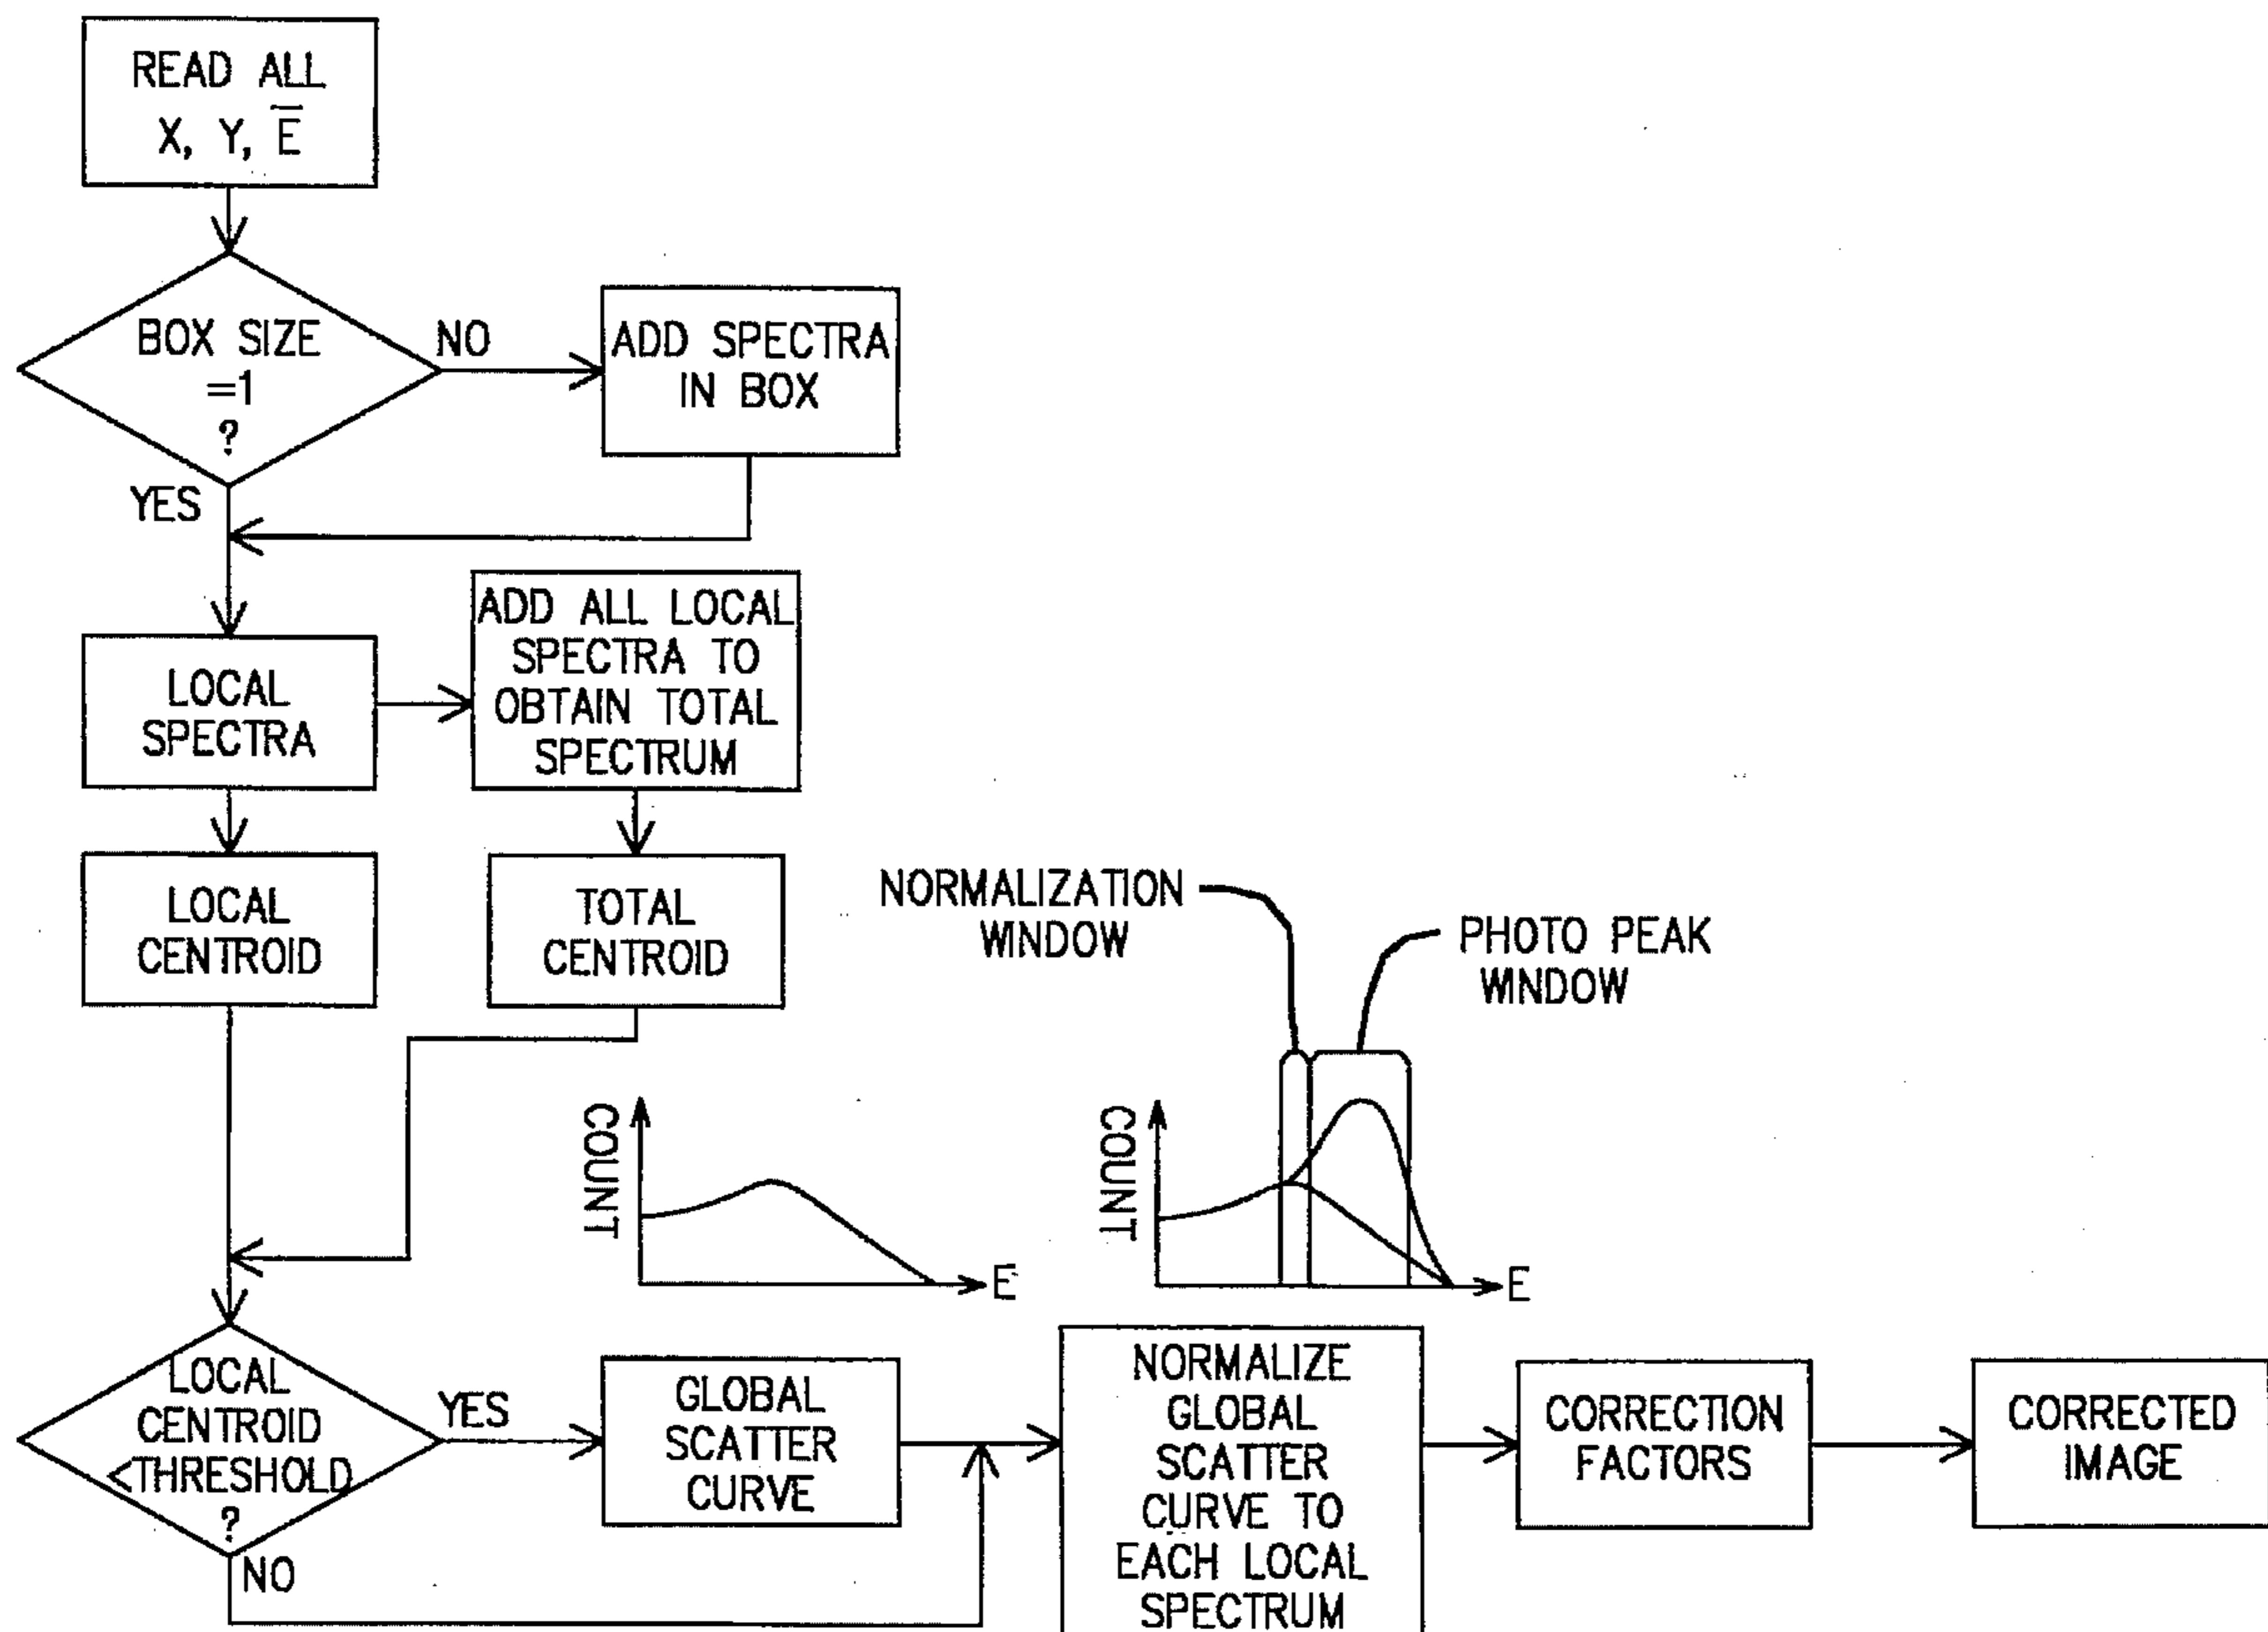 READ ALL
X, Y, E̅
BOX SIZE
=1
?
NO
YES
ADD SPECTRA
IN BOX
LOCAL
SPECTRA
ADD ALL LOCAL
SPECTRA TO
OBTAIN TOTAL
SPECTRUM
LOCAL
CENTROID
TOTAL
CENTROID
NORMALIZATION
WINDOW
PHOTO PEAK
WINDOW
COUNT
E
COUNT
E
LOCAL
CENTROID
<THRESHOLD
?
YES
NO
GLOBAL
SCATTER
CURVE
NORMALIZE
GLOBAL
SCATTER
CURVE TO
EACH LOCAL
SPECTRUM
CORRECTION
FACTORS
CORRECTED
IMAGE